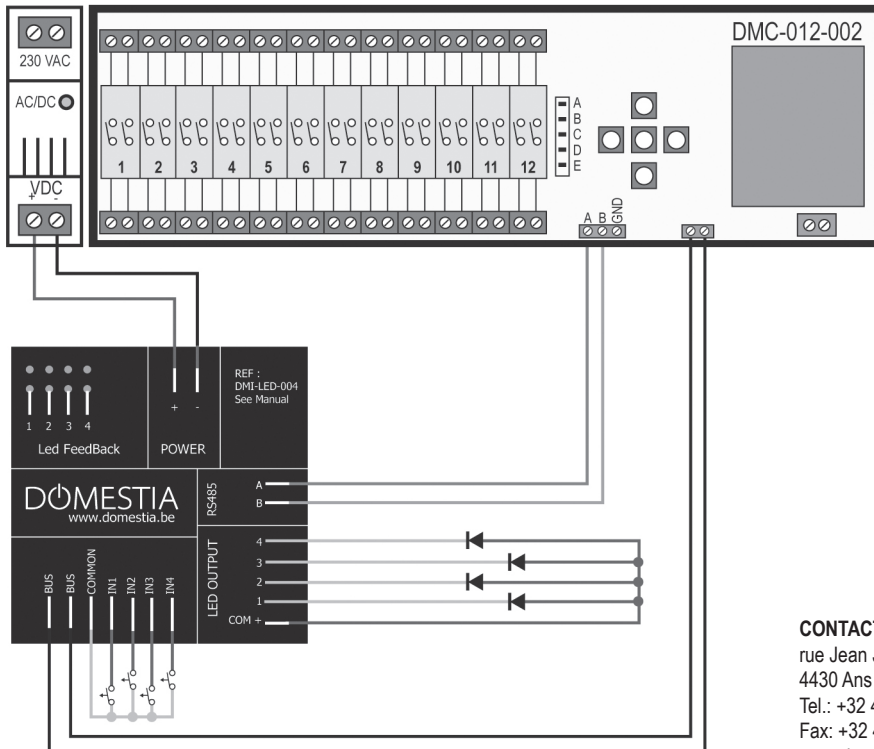 DMC-012-002
230 VAC
AC/DC
VDC
+ -
1 2 3 4 5 6 7 8 9 10 11 12
A
B
C
D
E
A B GND
1 2 3 4
Led FeedBack
+ -
POWER
REF :
DMI-LED-004
See Manual
DOMESTIA
www.domestia.be
RS485
A
B
LED OUTPUT
4
3
2
1
COM +
BUS
BUS
COMMON
IN1
IN2
IN3
IN4
CONTACT
rue Jean J
4430 Ans
Tel.: +32 4
Fax: +32